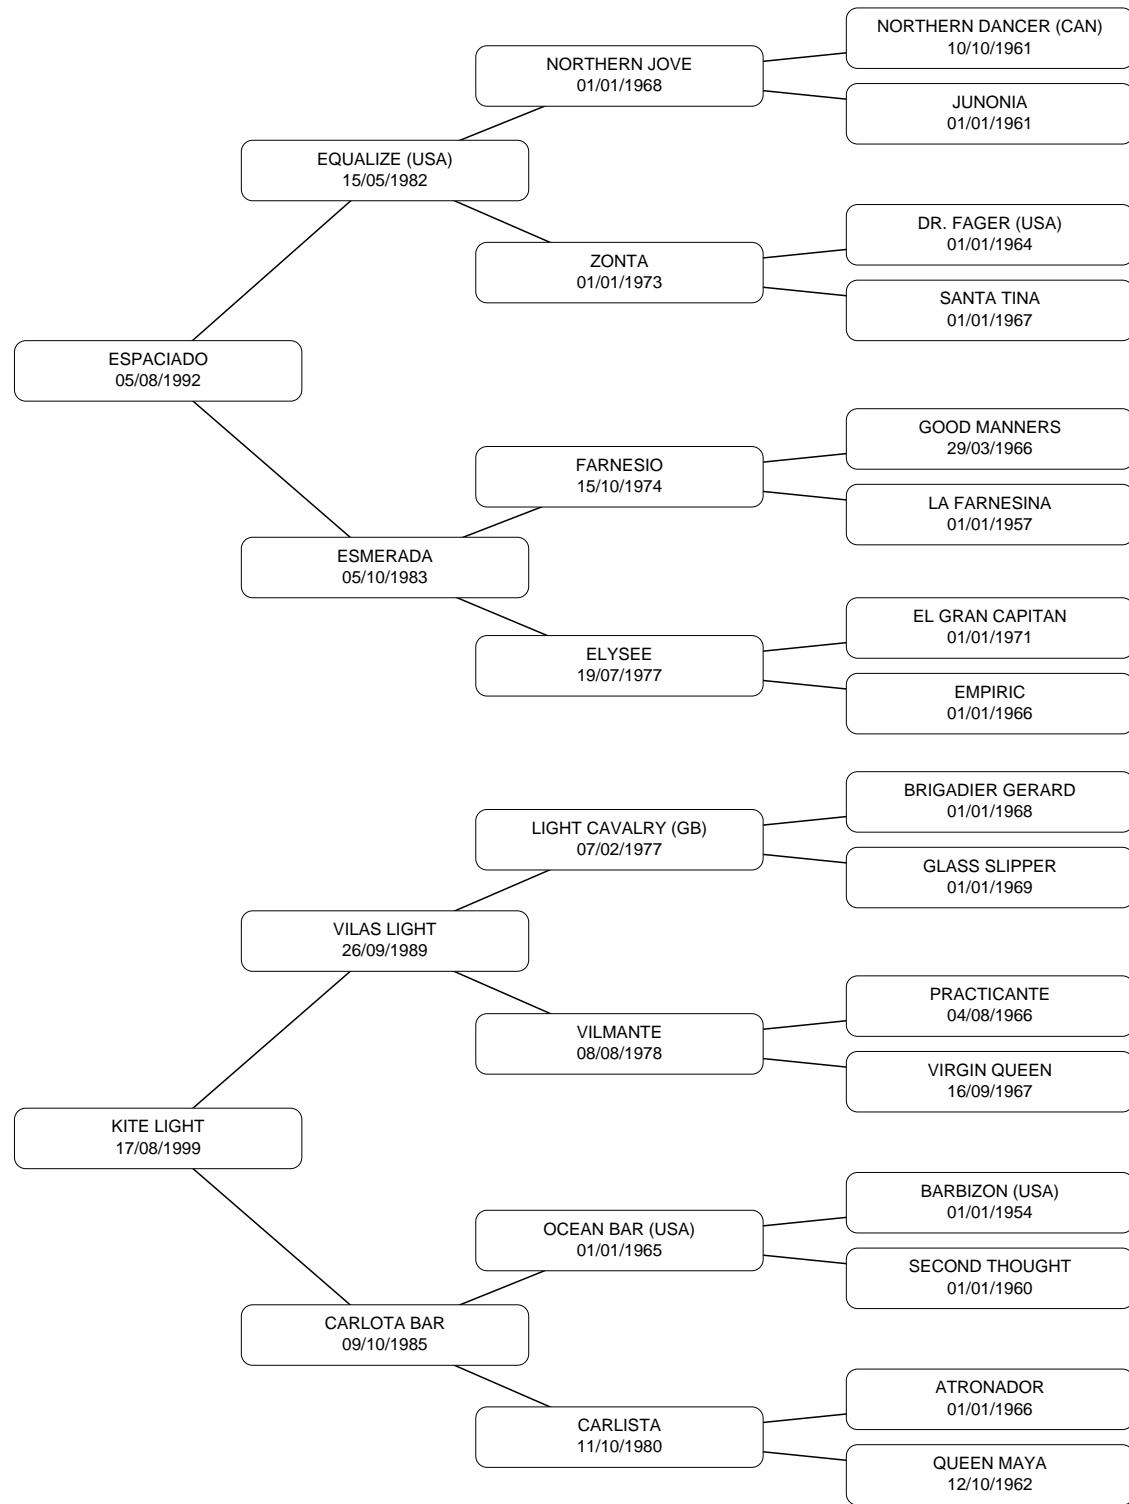 NORTHERN DANCER (CAN)
10/10/1961
NORTHERN JOVE
01/01/1968
JUNONIA
01/01/1961
EQUALIZE (USA)
15/05/1982
DR. FAGER (USA)
01/01/1964
ZONTA
01/01/1973
SANTA TINA
01/01/1967
ESPACIADO
05/08/1992
GOOD MANNERS
29/03/1966
FARNESIO
15/10/1974
LA FARNESINA
01/01/1957
ESMERADA
05/10/1983
EL GRAN CAPITAN
01/01/1971
ELYSEE
19/07/1977
EMPIRIC
01/01/1966
BRIGADIER GERARD
01/01/1968
LIGHT CAVALRY (GB)
07/02/1977
GLASS SLIPPER
01/01/1969
VILAS LIGHT
26/09/1989
PRACTICANTE
04/08/1966
VILMANTE
08/08/1978
VIRGIN QUEEN
16/09/1967
KITE LIGHT
17/08/1999
BARBIZON (USA)
01/01/1954
OCEAN BAR (USA)
01/01/1965
SECOND THOUGHT
01/01/1960
CARLOTA BAR
09/10/1985
ATRONADOR
01/01/1966
CARLISTA
11/10/1980
QUEEN MAYA
12/10/1962